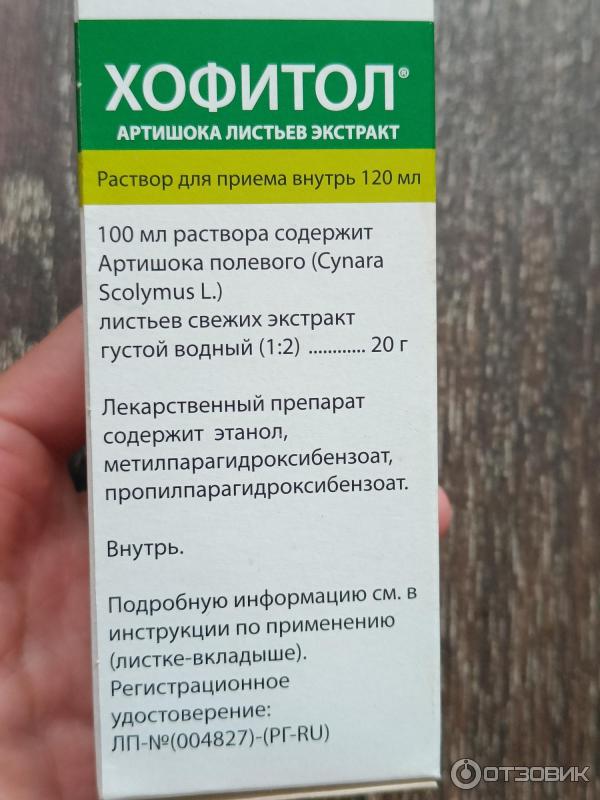 ХОФИТОЛ®
АРТИШОКА ЛИСТЬЕВ ЭКСТРАКТ
Раствор для приема внутрь 120 мл
100 мл раствора содержит
Артишока полевого (Cynara
Scolymus L.)
листьев свежих экстракт
густой водный (1:2) ............ 20 г
Лекарственный препарат
содержит этанол,
метилпарагидроксибензоат,
пропилпарагидроксибензоат.
Внутрь.
Подробную информацию см. в
инструкции по применению
(листке-вкладыше).
Регистрационное
удостоверение:
ЛП-№(004827)-(РГ-RU)
ОТЗОВИК